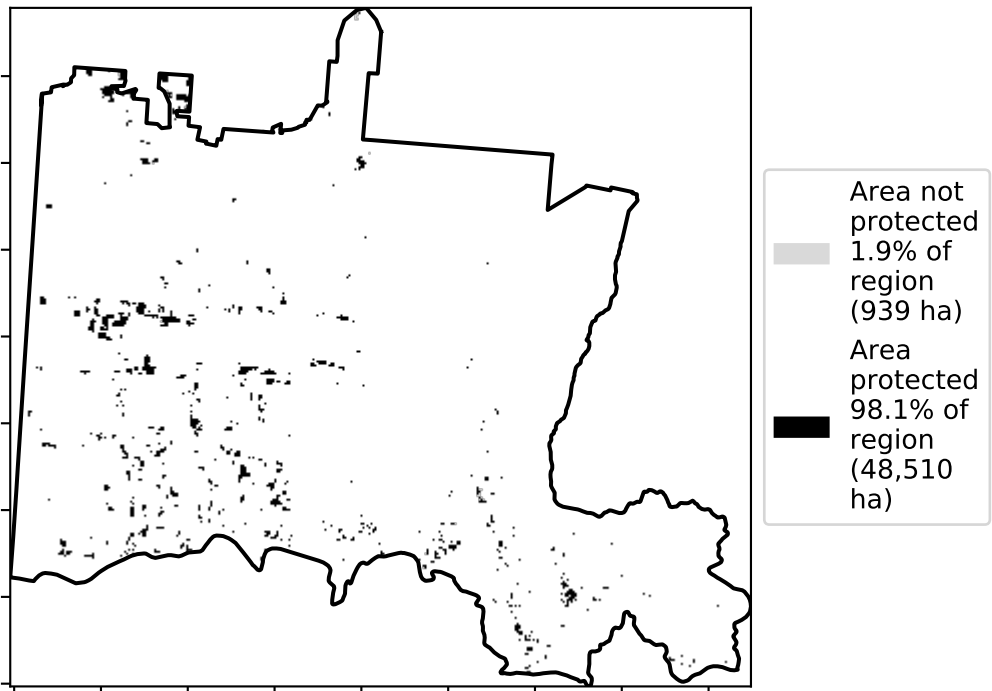 Area not
protected
1.9% of
region
(939 ha)
Area
protected
98.1% of
region
(48,510
ha)